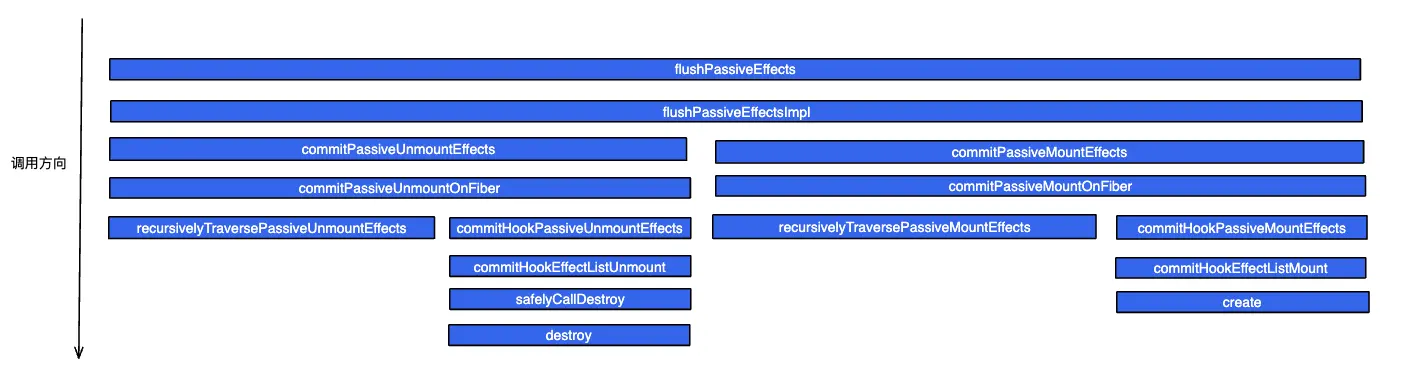 flushPassiveEffects
flushPassiveEffectsImpl
commitPassiveUnmountEffects
commitPassiveMountEffects
调用方向
commitPassiveUnmountOnFiber
commitPassiveMountOnFiber
recursivelyTraversePassiveUnmountEffects
commitHookPassiveUnmountEffects
recursivelyTraversePassiveMountEffects
commitHookPassiveMountEffects
commitHookEffectListUnmount
commitHookEffectListMount
safelyCallDestroy
create
destroy